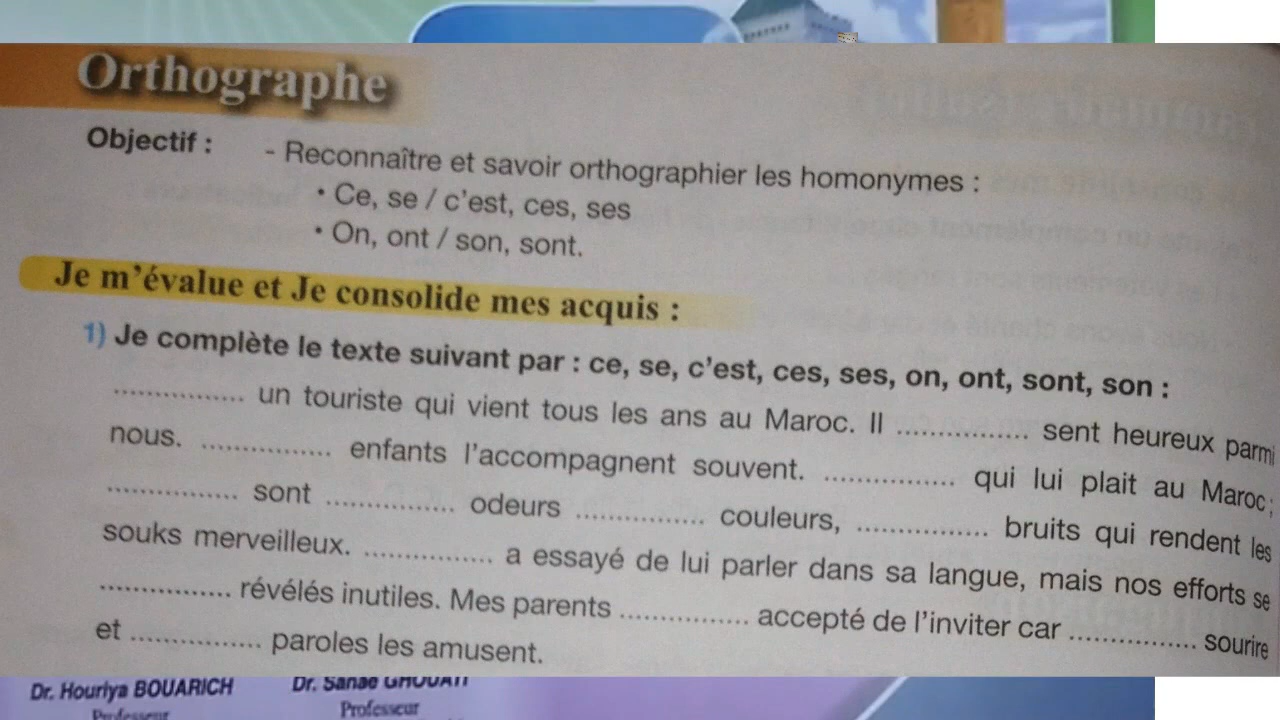 Orthographe
Objectif : - Reconnaître et savoir orthographier les homonymes :
• Ce, se / c'est, ces, ses
• On, ont / son, sont.
Je m'évalue et Je consolide mes acquis :
1) Je complète le texte suivant par : ce, se, c'est, ces, ses, on, ont, sont, son :
................ un touriste qui vient tous les ans au Maroc. Il ................ sent heureux parmi
nous. ................ enfants l'accompagnent souvent. ................ qui lui plait au Maroc;
................ sont ................ odeurs ................ couleurs, ................ bruits qui rendent les
souks merveilleux. ................ a essayé de lui parler dans sa langue, mais nos efforts se
................ révélés inutiles. Mes parents ................ accepté de l'inviter car ................ sourire
et ................ paroles les amusent.
Dr. Houriya BOUARICH Dr. Sanae GHOUATI
Professeur Professeur